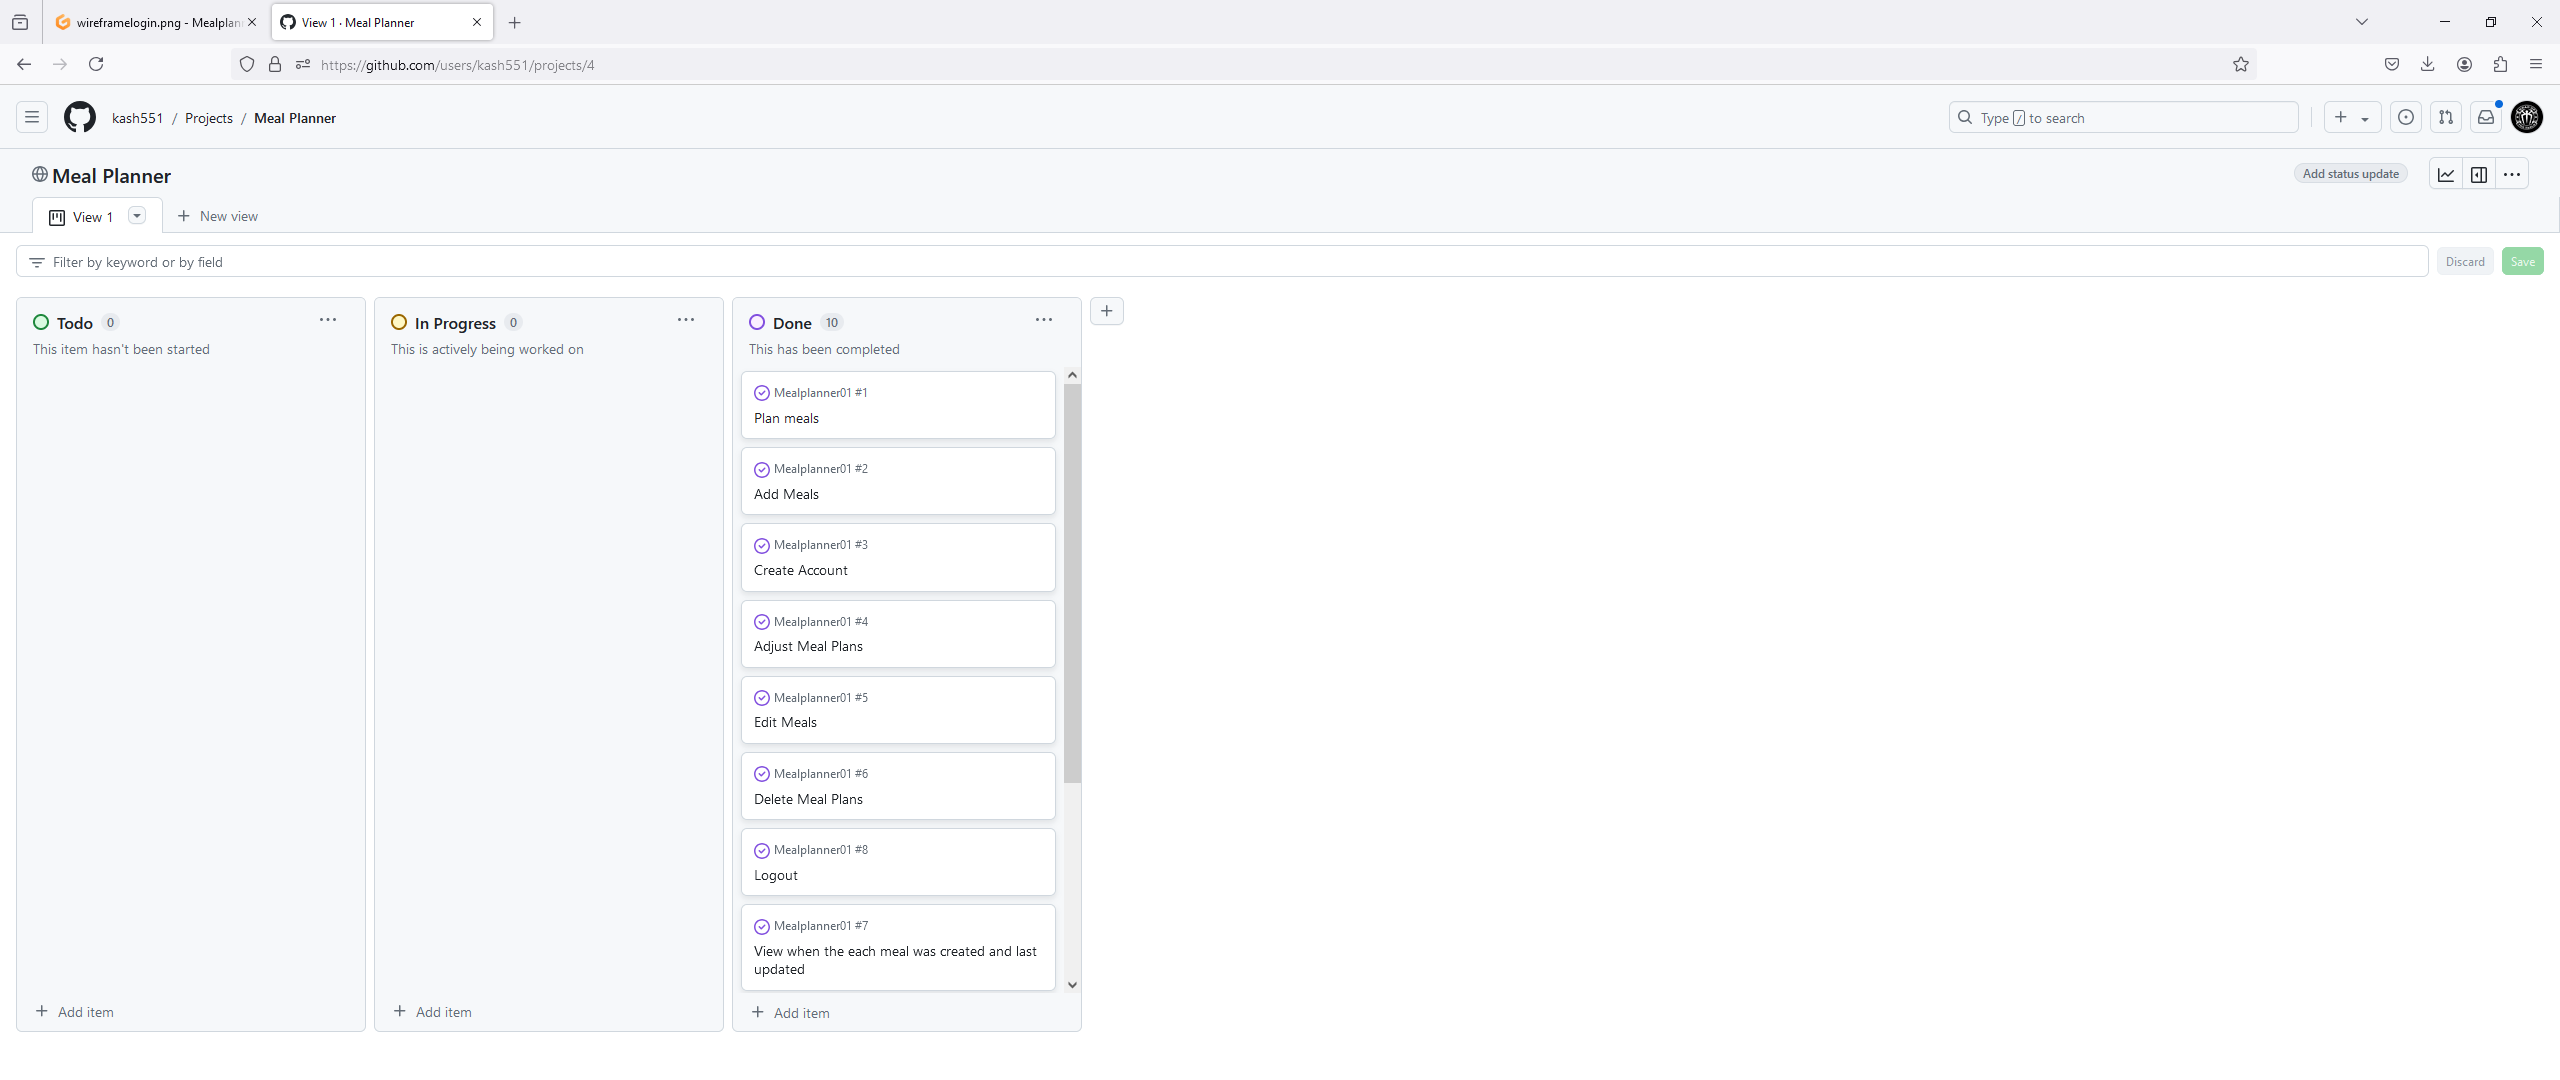 wireframelogin.png - Mealplan
View 1 · Meal Planner
https://github.com/users/kash551/projects/4
kash551 / Projects / Meal Planner
Type / to search
Meal Planner
Add status update
View 1
New view
Filter by keyword or by field
Discard
Save
Todo 0
This item hasn't been started
In Progress 0
This is actively being worked on
Done 10
This has been completed
Mealplanner01 #1
Plan meals
Mealplanner01 #2
Add Meals
Mealplanner01 #3
Create Account
Mealplanner01 #4
Adjust Meal Plans
Mealplanner01 #5
Edit Meals
Mealplanner01 #6
Delete Meal Plans
Mealplanner01 #8
Logout
Mealplanner01 #7
View when the each meal was created and last
updated
Add item
Add item
Add item